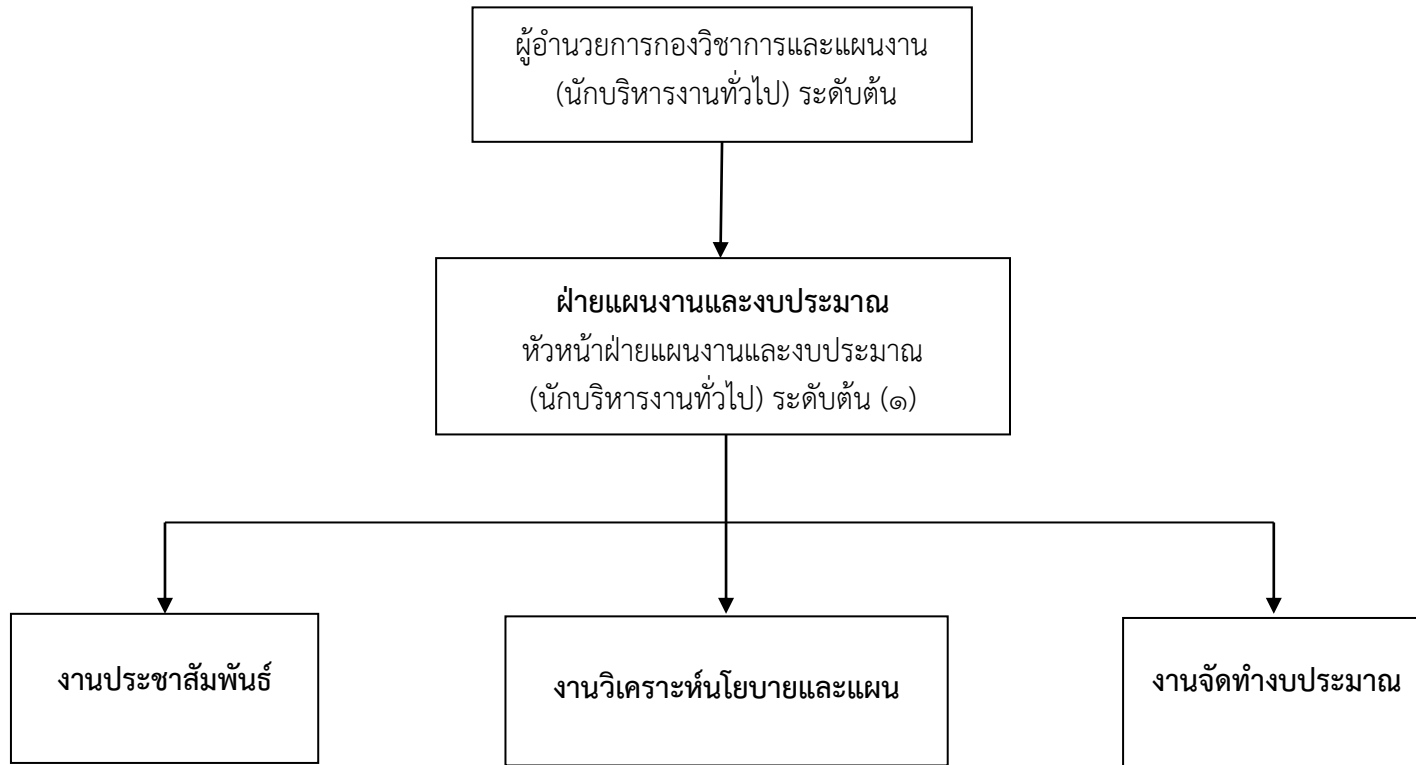 ผู้อำนวยการกองวิชาการและแผนงาน
(นักบริหารงานทั่วไป) ระดับต้น
ฝ่ายแผนงานและงบประมาณ
หัวหน้าฝ่ายแผนงานและงบประมาณ
(นักบริหารงานทั่วไป) ระดับต้น (๑)
งานประชาสัมพันธ์
งานวิเคราะห์นโยบายและแผน
งานจัดทำงบประมาณ